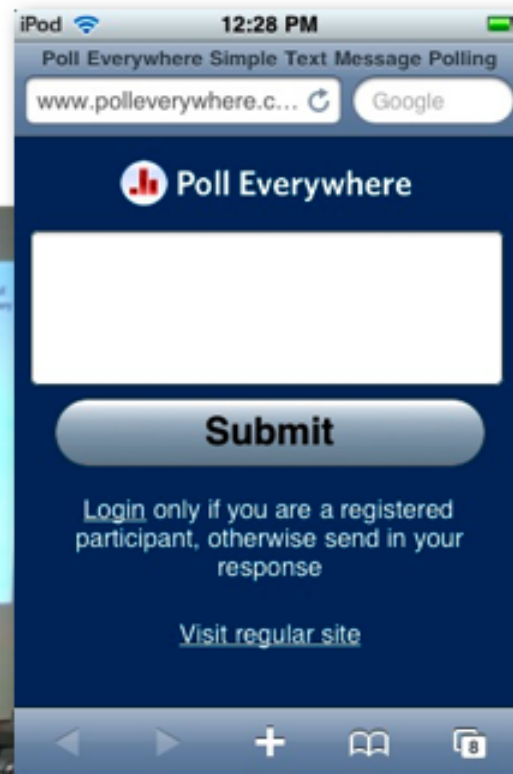 iPod 12:28 PM
Poll Everywhere Simple Text Message Polling
www.polleverywhere.c... Google
Poll Everywhere
Submit
Login only if you are a registered
participant, otherwise send in your
response
Visit regular site
8